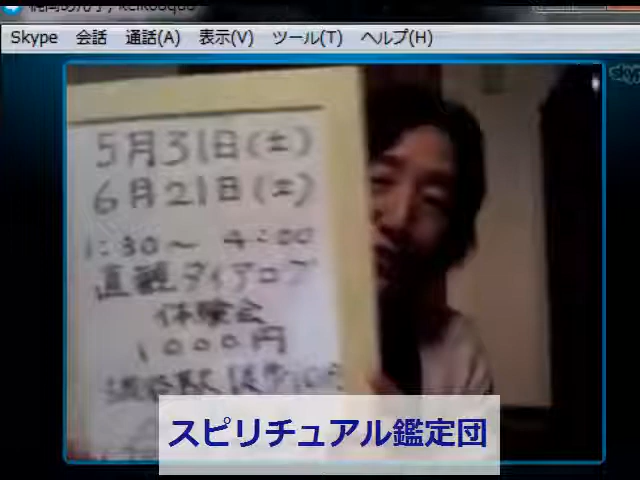 Skype 会話 通話(A) 表示(V) ツール(T) ヘルプ(H)
5月31日(土)
6月21日(土)
1:30~4:00
直観ダイアログ
体験会
1000円
スピリチュアル鑑定団